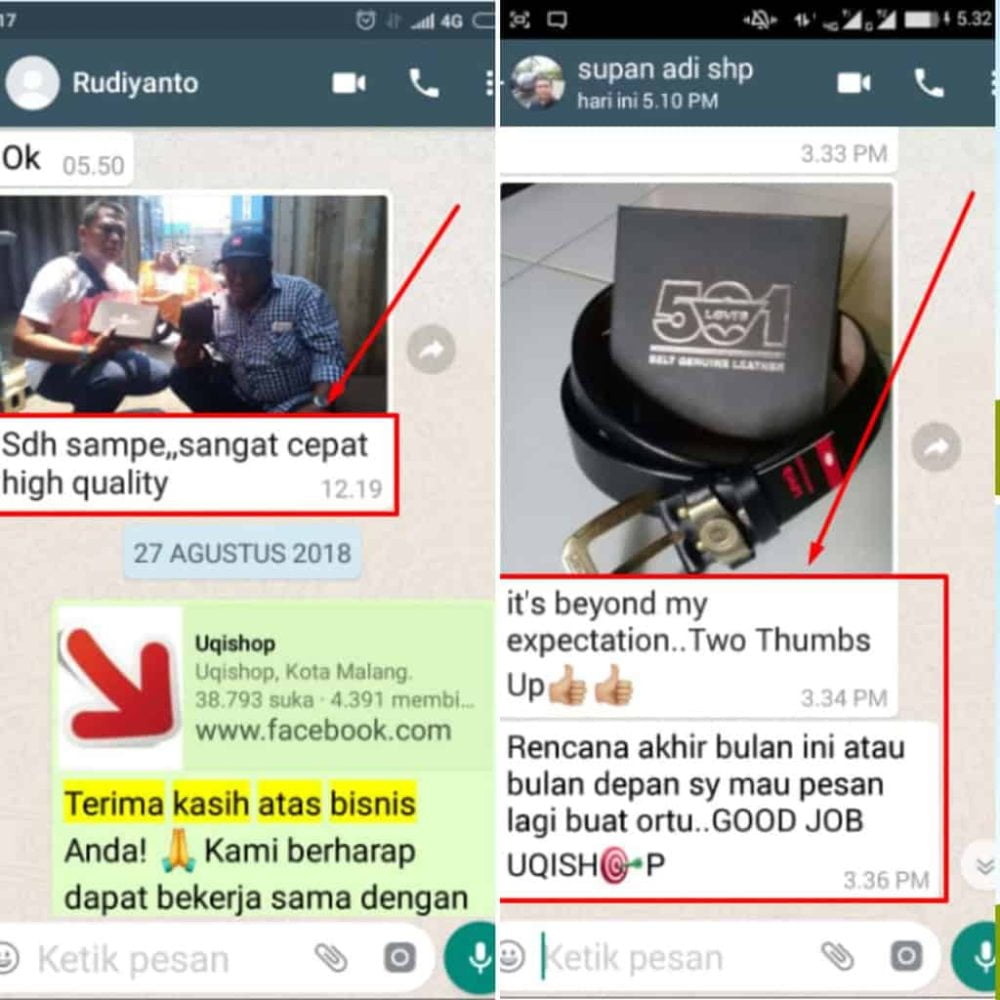 17
4G
Rudiyanto
Ok 05.50
Sdh sampe,,sangat cepat
high quality 12.19
27 AGUSTUS 2018
Uqishop
Uqishop, Kota Malang.
38.793 suka · 4.391 membi...
www.facebook.com
Terima kasih atas bisnis
Anda! 🙏 Kami berharap
dapat bekerja sama dengan
Ketik pesan
5.32
supan adi shp
hari ini 5.10 PM
3.33 PM
501
LEVI'S
BELT GENUINE LEATHER
it's beyond my
expectation..Two Thumbs
Up👍👍 3.34 PM
Rencana akhir bulan ini atau
bulan depan sy mau pesan
lagi buat ortu..GOOD JOB
UQISH🎯P 3.36 PM
Ketik pesan